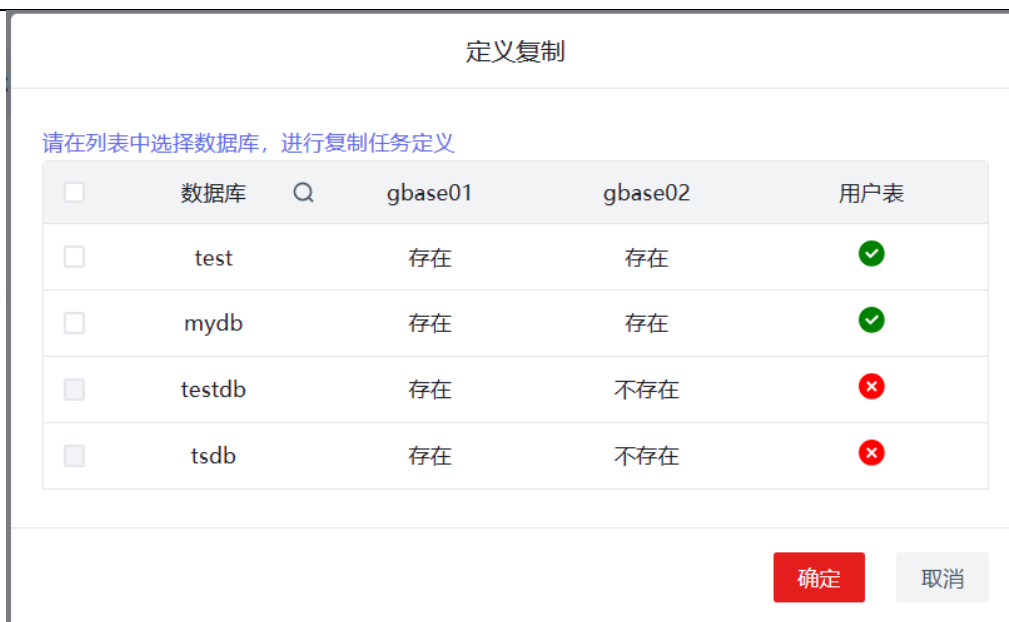 定义复制
请在列表中选择数据库，进行复制任务定义
数据库 gbase01 gbase02 用户表
test 存在 存在
mydb 存在 存在
testdb 存在 不存在
tsdb 存在 不存在
确定 取消